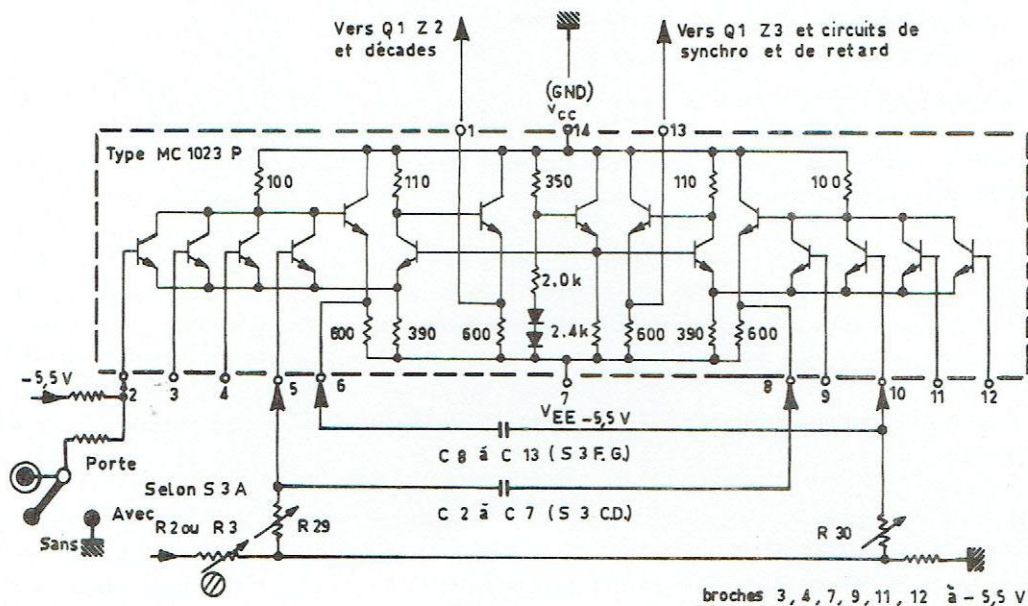 Vers Q1 Z2
et décades
Vers Q1 Z3 et circuits de
synchro et de retard
(GND)
Vcc
1
14
13
Type MC 1023 P
100
110
350
110
100
2.0k
600
390
600
2.4k
600
390
600
-5,5 V
2
3
4
5
6
7
8
9
10
11
12
VEE -5,5 V
C 8 á C 13 (S 3 F.G.)
Porte
Selon S 3 A
C 2 à C 7 (S 3 C.D.)
Avec
R2 ou R3
R 29
R 30
Sans
broches 3, 4, 7, 9, 11, 12 à - 5,5 V